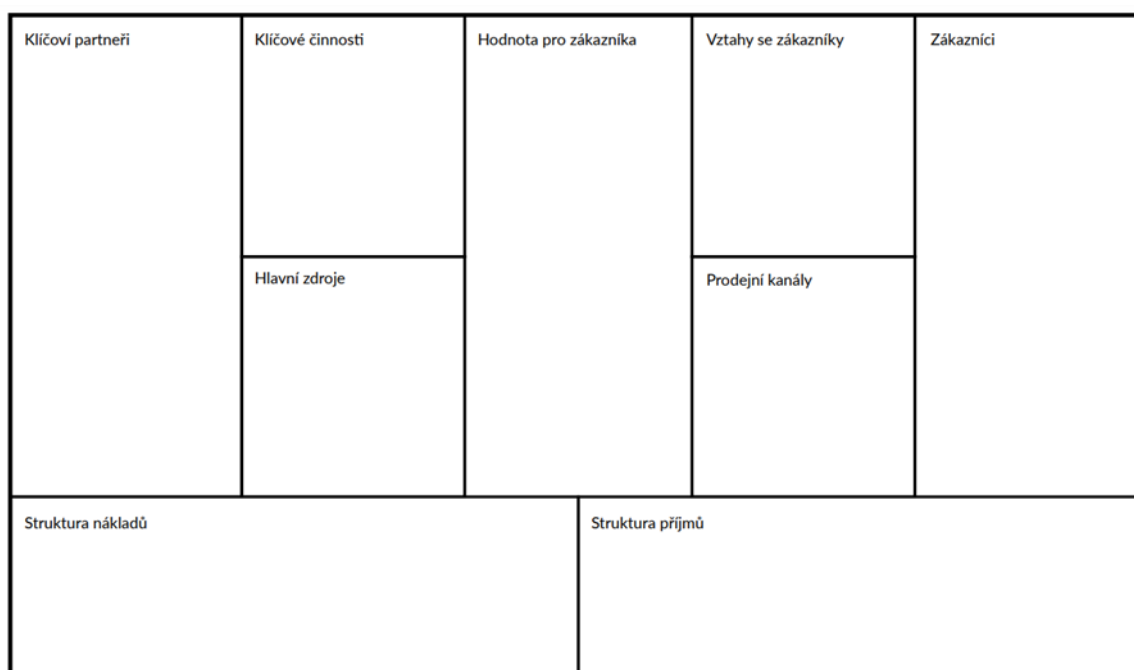 Klíčoví partneři
Klíčové činnosti
Hodnota pro zákazníka
Vztahy se zákazníky
Zákazníci
Hlavní zdroje
Prodejní kanály
Struktura nákladů
Struktura příjmů